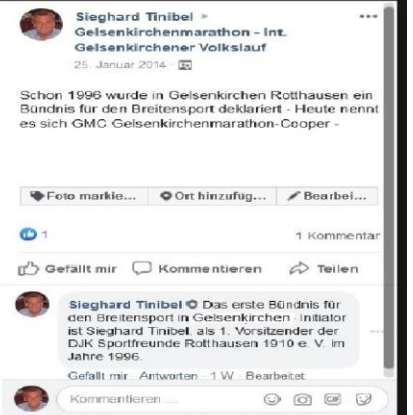 Sieghard Tinibel ▸
Gelsenkirchenmarathon - Int.
Gelsenkirchener Volkslauf
25. Januar 2014 ·
Schon 1996 wurde in Gelsenkirchen Rotthausen ein
Bündnis für den Breitensport deklariert - Heute nennt
es sich GMC Gelsenkirchenmarathon-Cooper -
Foto markie... Ort hinzufüg... Bearbei...
1 1 Kommentar
Gefällt mir Kommentieren Teilen
Sieghard Tinibel Das erste Bündnis für
den Breitensport in Gelsenkirchen - Initiator
ist Sieghard Tinibel, als 1. Vorsitzender der
DJK Sportfreunde Rotthausen 1910 e. V. im
Jahre 1996.
Gefällt mir · Antworten · 1 W · Bearbeitet
Kommentieren ... GIF